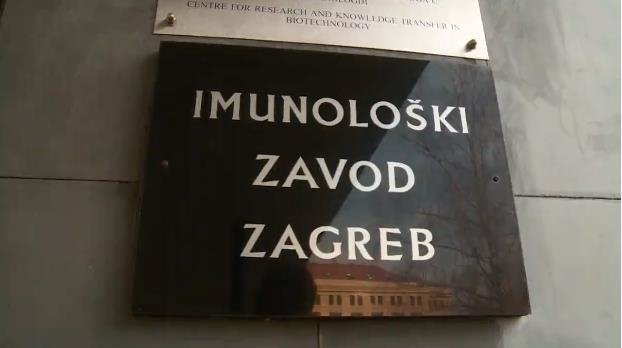 CENTRE FOR RESEARCH AND KNOWLEDGE TRANSFER IN
BIOTECHNOLOGY
IMUNOLOŠKI
ZAVOD
ZAGREB